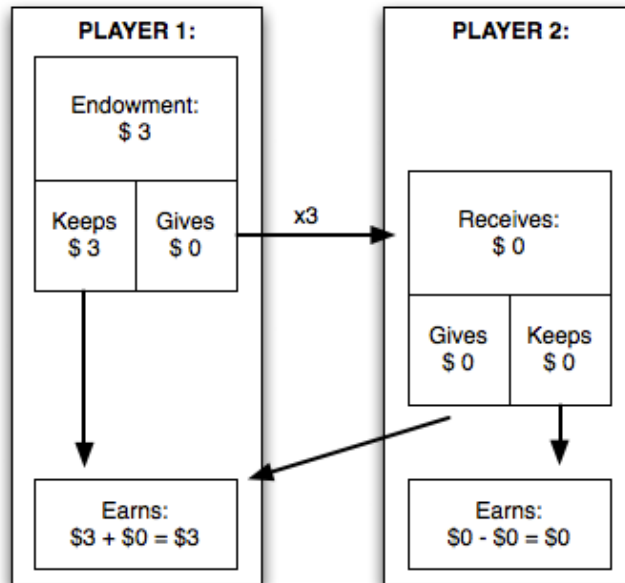 PLAYER 1:
Endowment:
$ 3
Keeps
$ 3
Gives
$ 0
Earns:
$3 + $0 = $3
x3
PLAYER 2:
Receives:
$ 0
Gives
$ 0
Keeps
$ 0
Earns:
$0 - $0 = $0